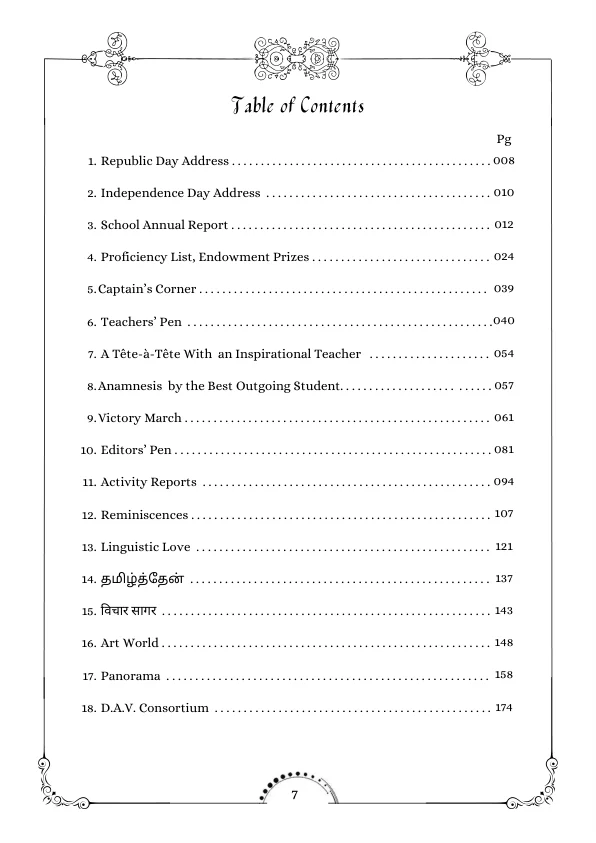 Table of Contents
Pg
1. Republic Day Address . . . . . . . . . . . . . . . . . . . . . . . . . . . . . . . . . . . . . . . . . . 008
2. Independence Day Address . . . . . . . . . . . . . . . . . . . . . . . . . . . . . . . . . . . . 010
3. School Annual Report . . . . . . . . . . . . . . . . . . . . . . . . . . . . . . . . . . . . . . . . . . 012
4. Proficiency List, Endowment Prizes . . . . . . . . . . . . . . . . . . . . . . . . . . . . . 024
5. Captain's Corner . . . . . . . . . . . . . . . . . . . . . . . . . . . . . . . . . . . . . . . . . . . . . . . 039
6. Teachers' Pen . . . . . . . . . . . . . . . . . . . . . . . . . . . . . . . . . . . . . . . . . . . . . . . . . 040
7. A Tête-à-Tête With an Inspirational Teacher . . . . . . . . . . . . . . . . . . . . 054
8. Anamnesis by the Best Outgoing Student. . . . . . . . . . . . . . . . . . . . . . . . 057
9. Victory March . . . . . . . . . . . . . . . . . . . . . . . . . . . . . . . . . . . . . . . . . . . . . . . . . . 061
10. Editors' Pen . . . . . . . . . . . . . . . . . . . . . . . . . . . . . . . . . . . . . . . . . . . . . . . . . . . 081
11. Activity Reports . . . . . . . . . . . . . . . . . . . . . . . . . . . . . . . . . . . . . . . . . . . . . . . 094
12. Reminiscences . . . . . . . . . . . . . . . . . . . . . . . . . . . . . . . . . . . . . . . . . . . . . . . . 107
13. Linguistic Love . . . . . . . . . . . . . . . . . . . . . . . . . . . . . . . . . . . . . . . . . . . . . . . . 121
14. தமிழ்த்தேன் . . . . . . . . . . . . . . . . . . . . . . . . . . . . . . . . . . . . . . . . . . . . . . . . . 137
15. विचार सागर . . . . . . . . . . . . . . . . . . . . . . . . . . . . . . . . . . . . . . . . . . . . . . . . . . . . . 143
16. Art World . . . . . . . . . . . . . . . . . . . . . . . . . . . . . . . . . . . . . . . . . . . . . . . . . . . . . 148
17. Panorama . . . . . . . . . . . . . . . . . . . . . . . . . . . . . . . . . . . . . . . . . . . . . . . . . . . . . 158
18. D.A.V. Consortium . . . . . . . . . . . . . . . . . . . . . . . . . . . . . . . . . . . . . . . . . . . . . 174
7